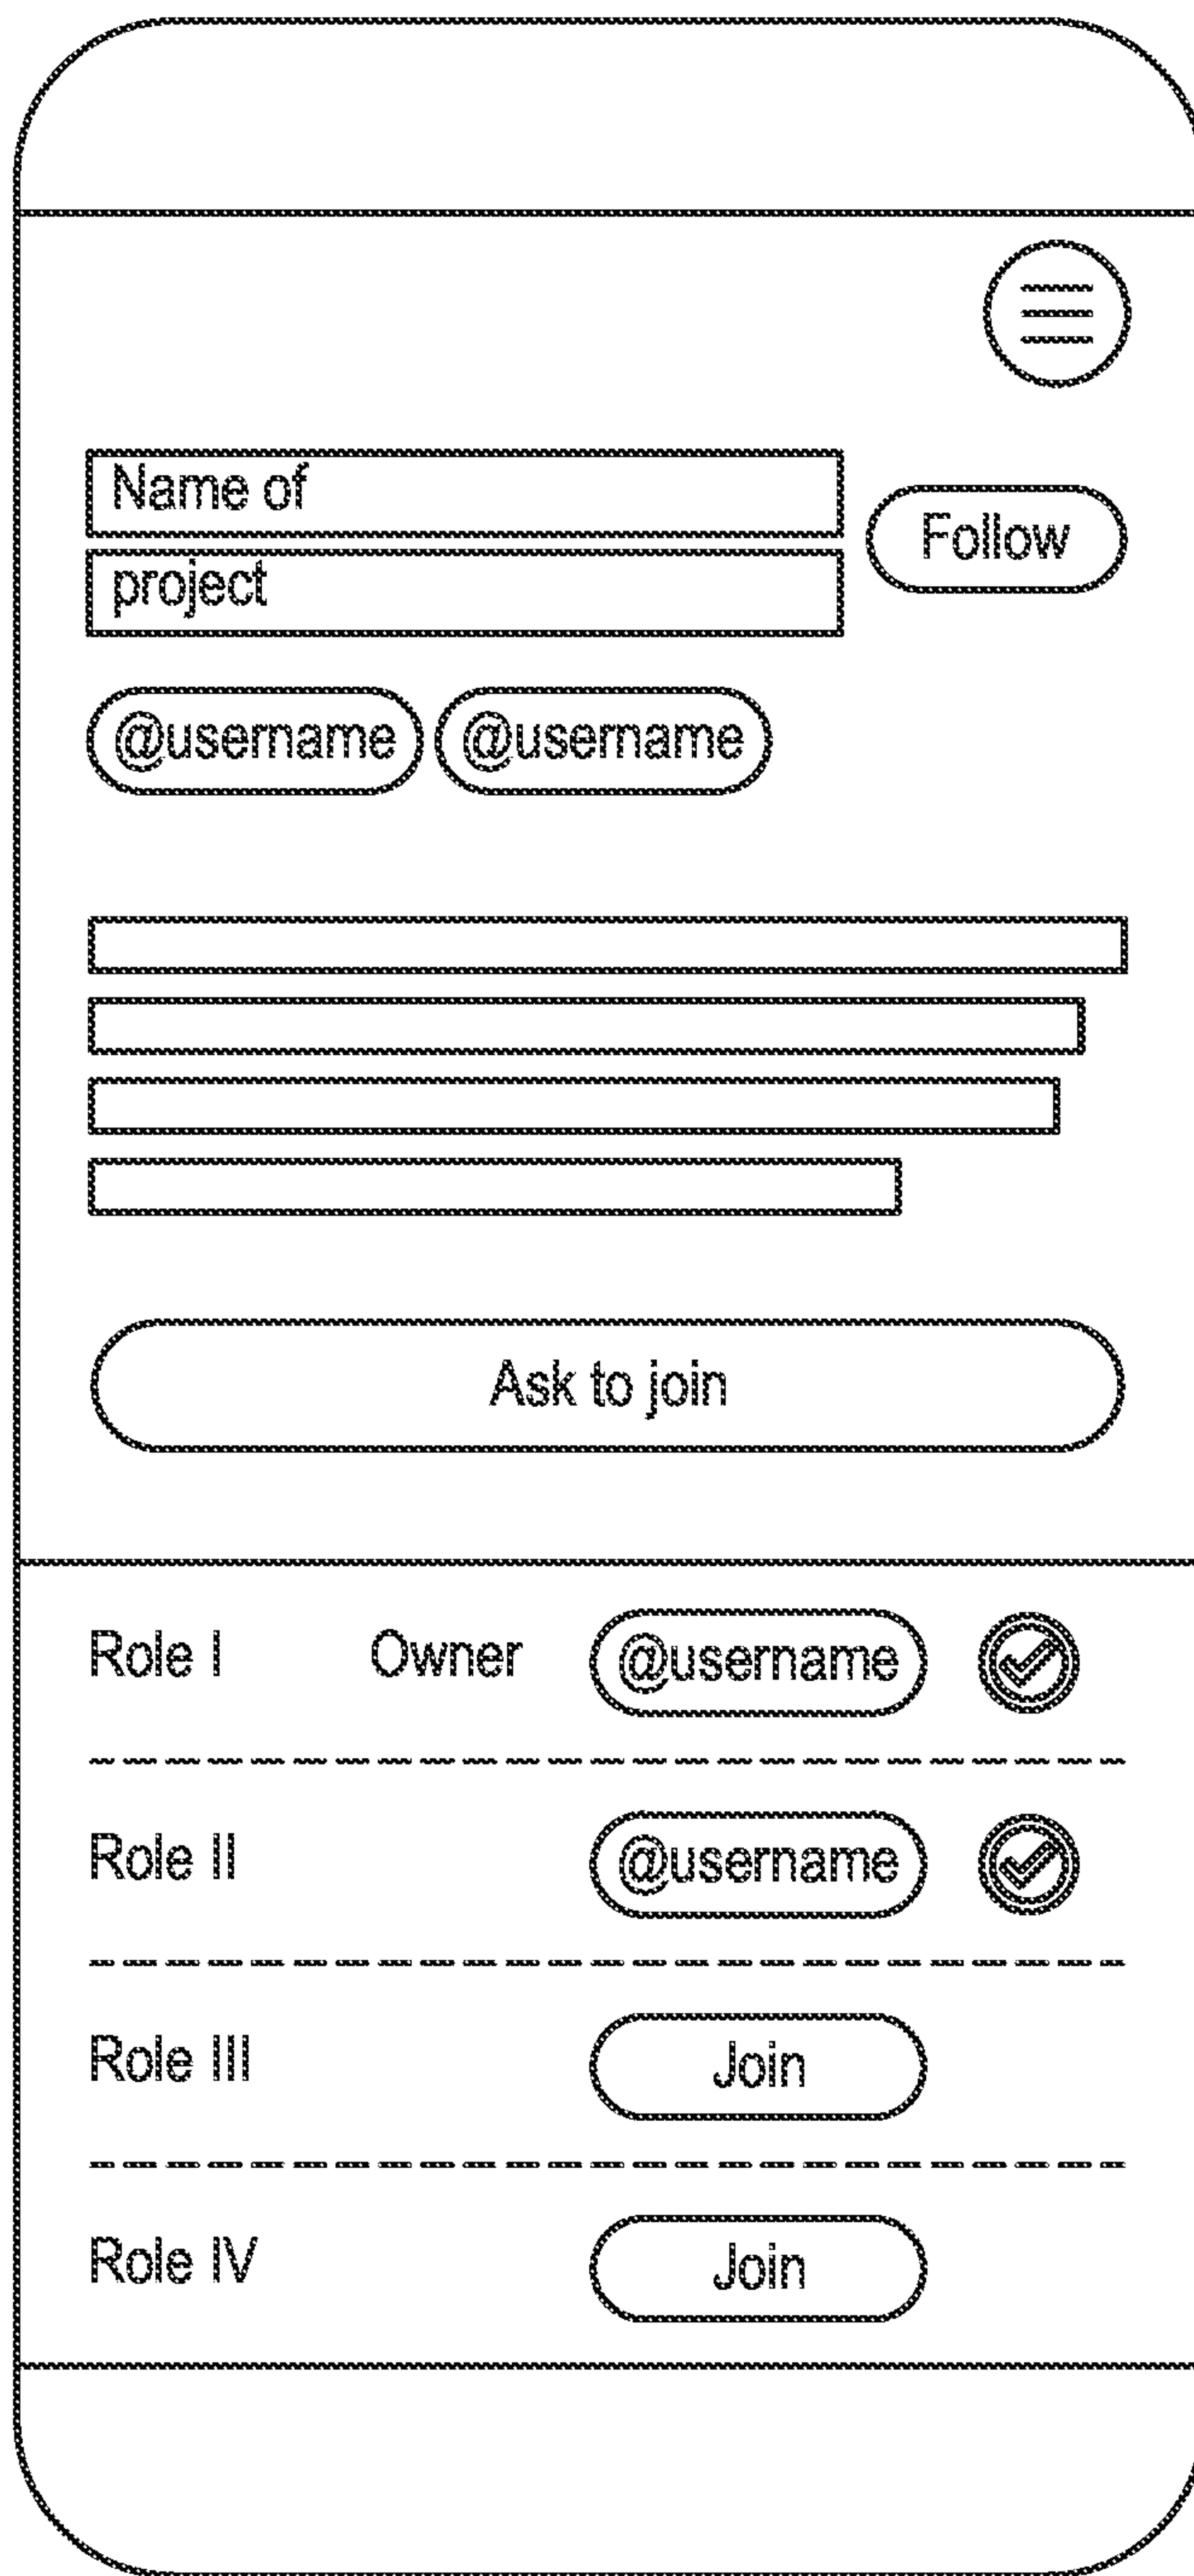 Name of
project
Follow
@username @username
Ask to join
Role I Owner @username
Role II @username
Role III Join
Role IV Join